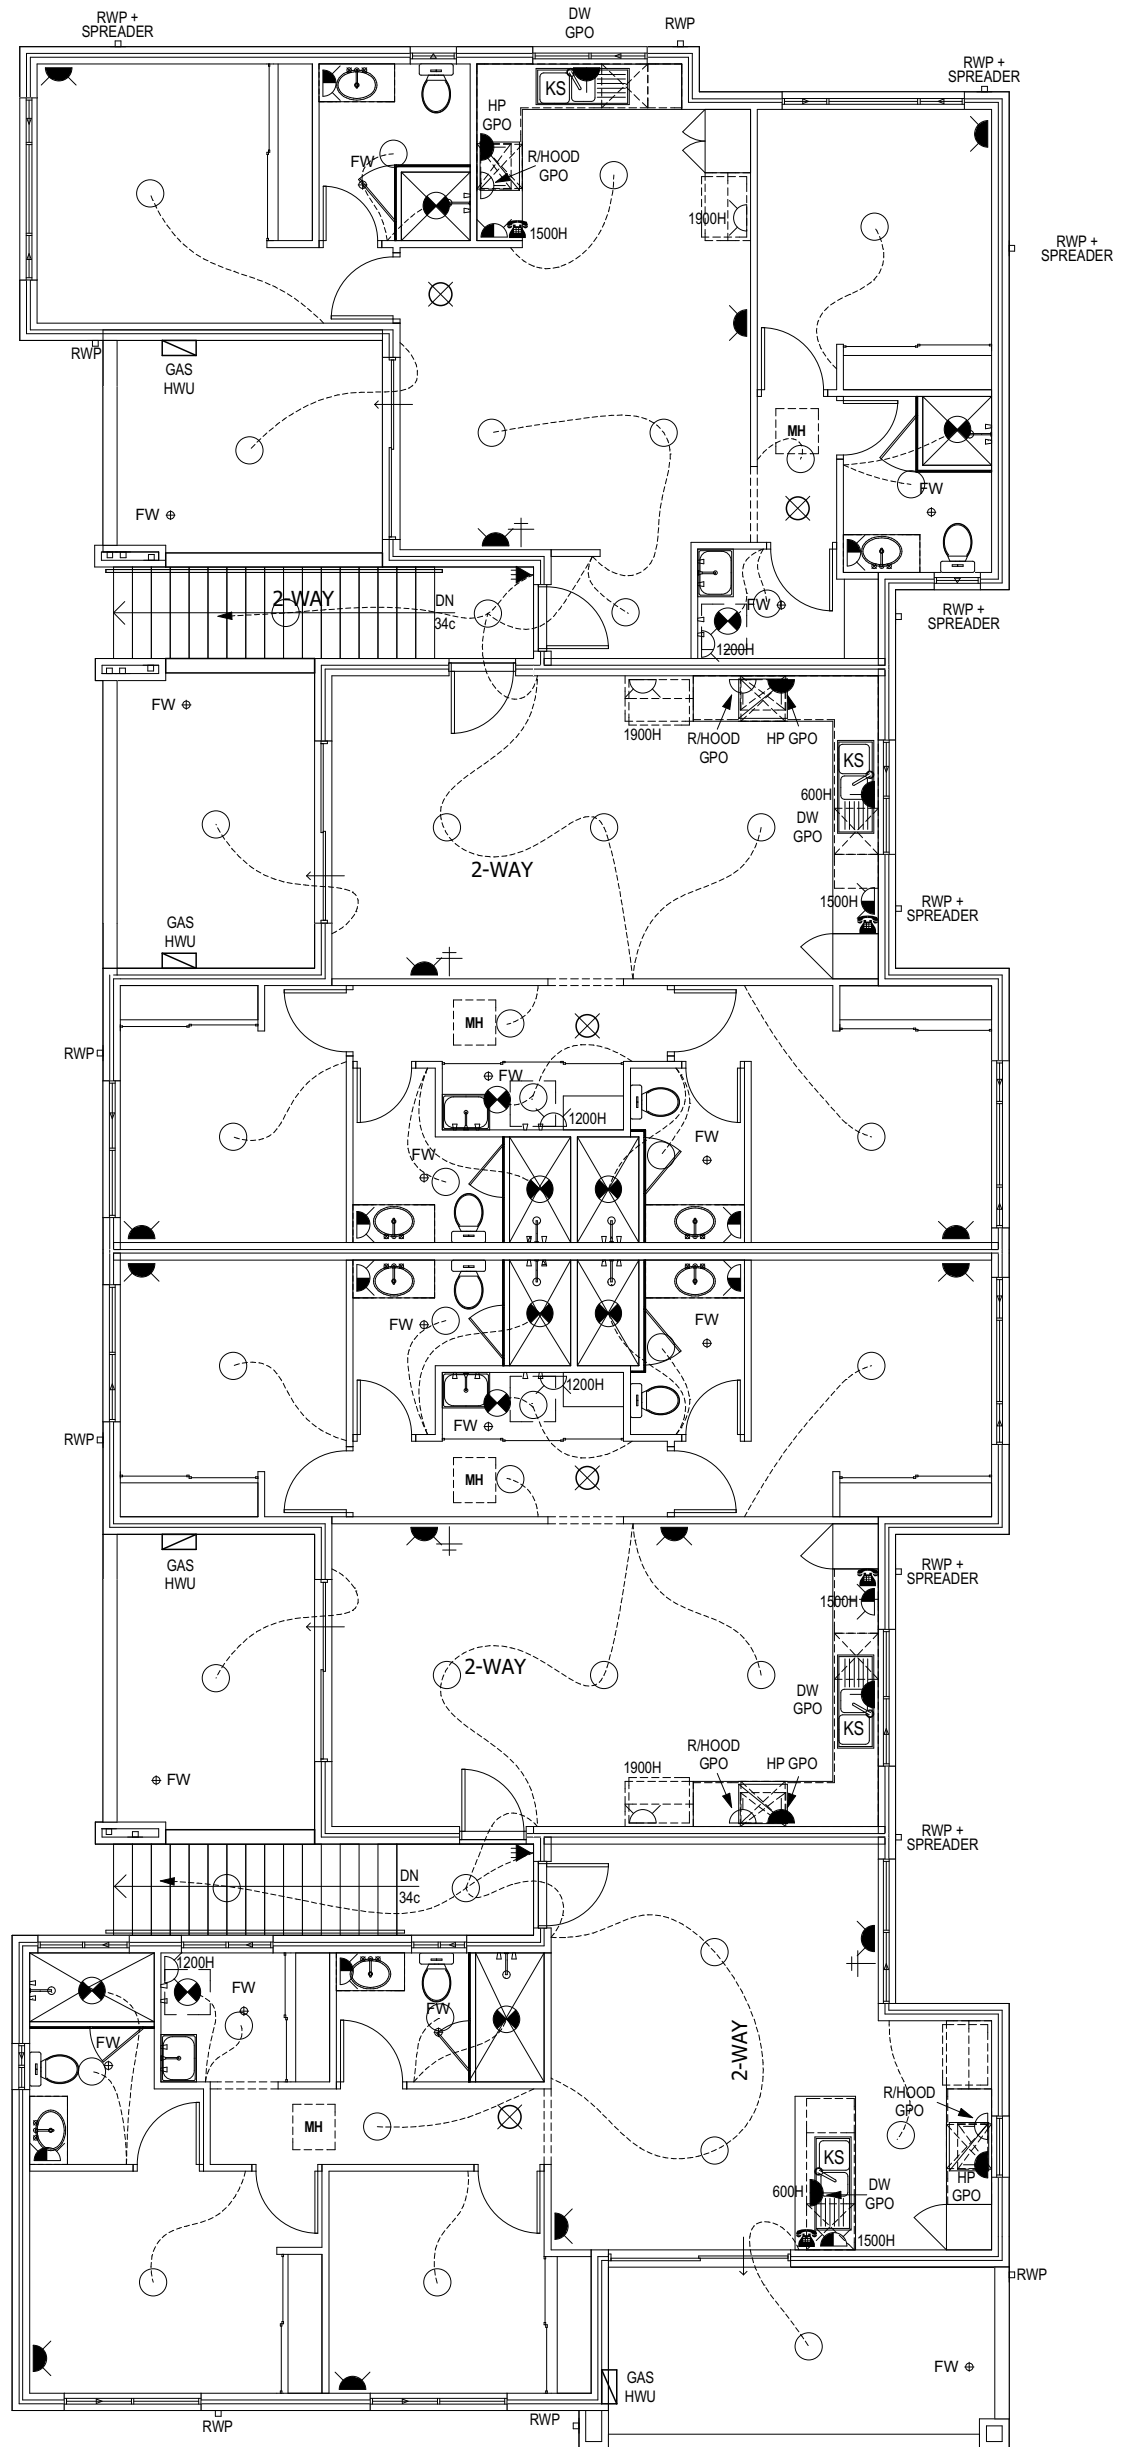 RWP +
SPREADER
DW
GPO
RWP
RWP +
SPREADER
KS
HP
GPO
FW
R/HOOD
GPO
1900H
1500H
RWP +
SPREADER
RWP
GAS
HWU
MH
FW
FW
2-WAY
DN
34c
FW
1200H
RWP +
SPREADER
FW
1900H
R/HOOD
GPO
HP GPO
KS
600H
DW
GPO
2-WAY
1500H
RWP +
SPREADER
GAS
HWU
MH
RWP
FW
1200H
FW
FW
FW
FW
1200H
FW
RWP
MH
GAS
HWU
RWP +
SPREADER
1500H
2-WAY
DW
GPO
KS
R/HOOD
GPO
HP GPO
1900H
FW
RWP +
SPREADER
DN
34c
1200H
FW
FW
FW
2-WAY
R/HOOD
GPO
MH
KS
600H
DW
GPO
HP
GPO
1500H
RWP
FW
GAS
HWU
RWP
RWP